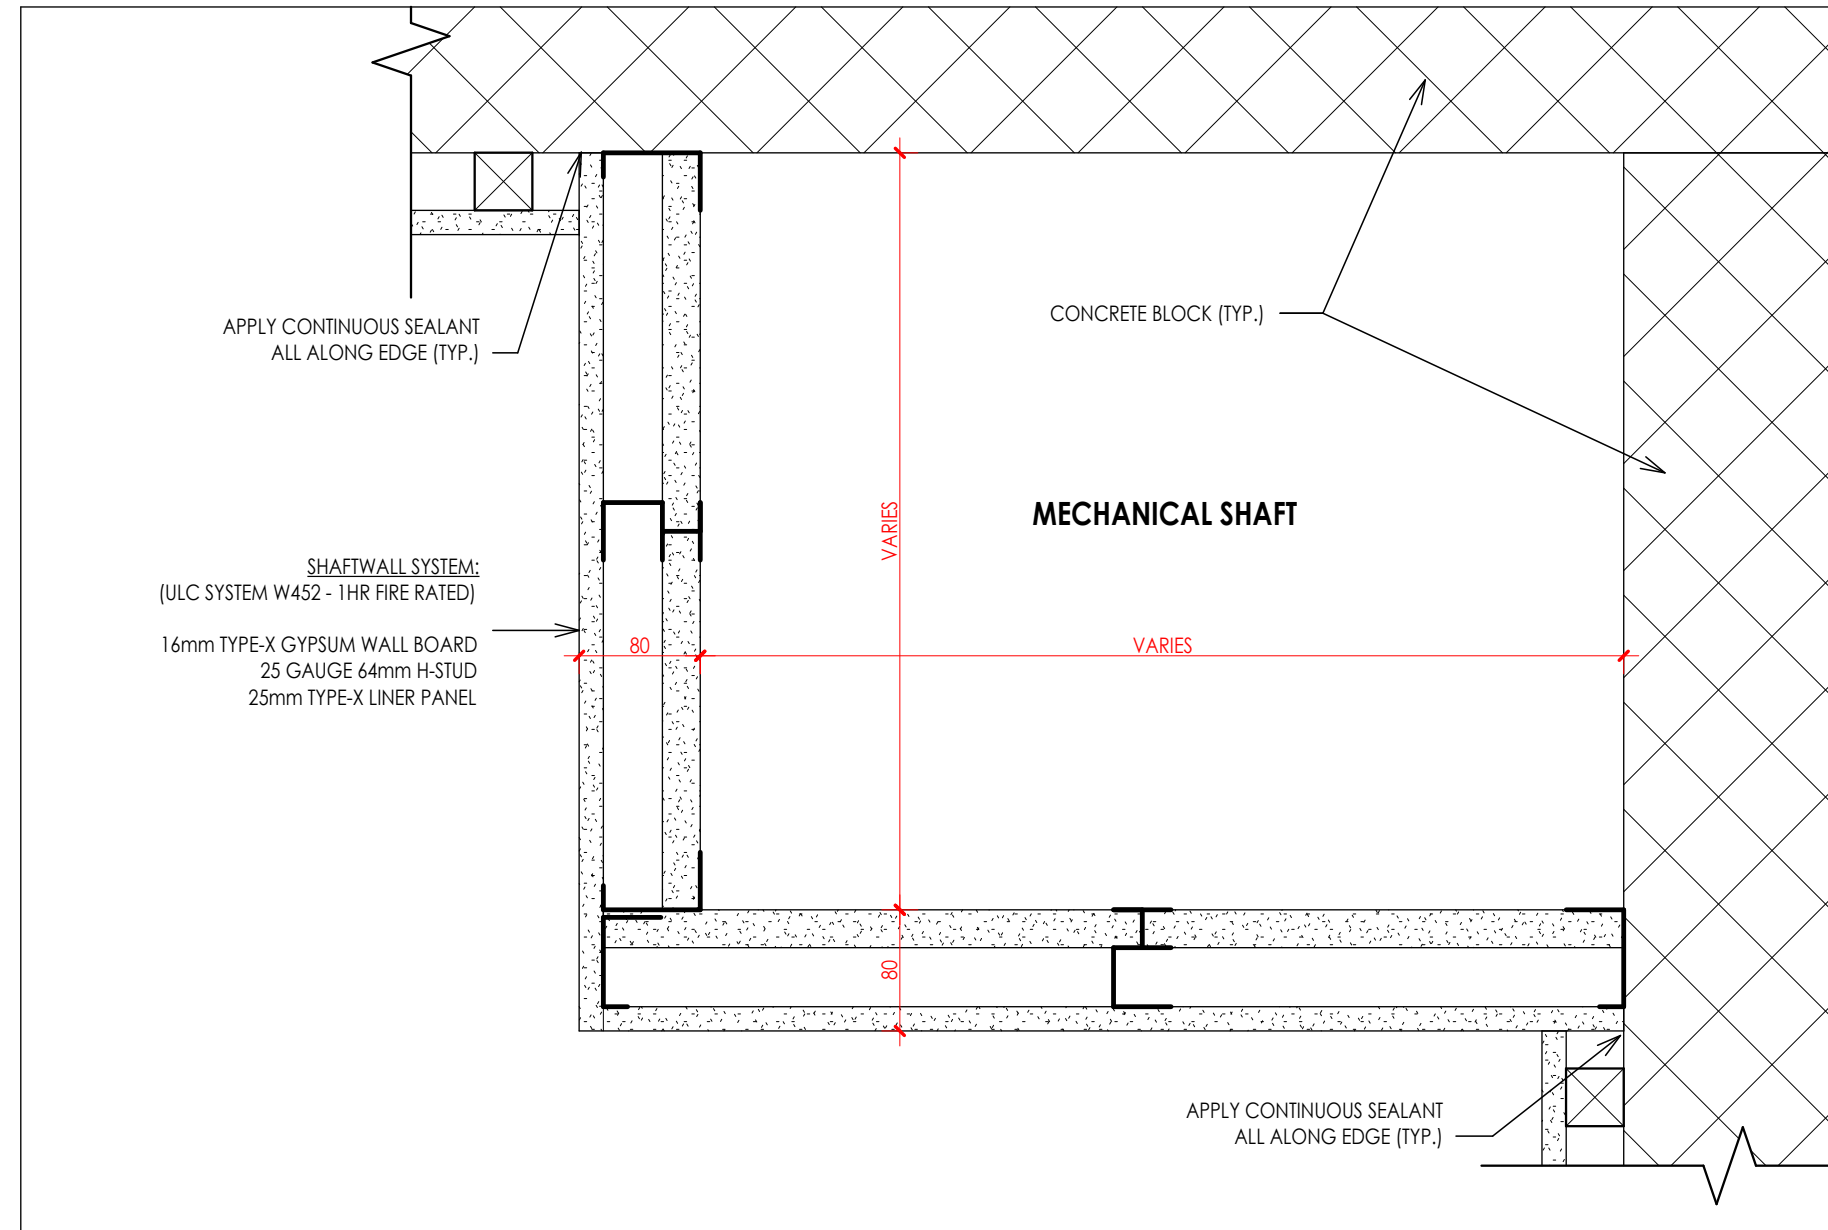 APPLY CONTINUOUS SEALANT
ALL ALONG EDGE (TYP.)
CONCRETE BLOCK (TYP.)
MECHANICAL SHAFT
VARIES
SHAFTWALL SYSTEM:
(ULC SYSTEM W452 - 1HR FIRE RATED)
16mm TYPE-X GYPSUM WALL BOARD
25 GAUGE 64mm H-STUD
25mm TYPE-X LINER PANEL
80
VARIES
80
APPLY CONTINUOUS SEALANT
ALL ALONG EDGE (TYP.)